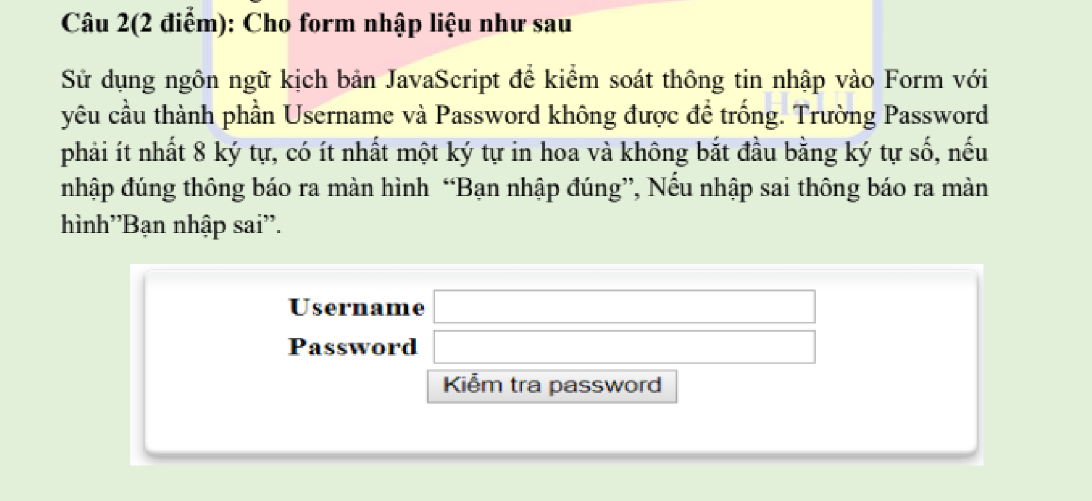 Câu 2(2 điểm): Cho form nhập liệu như sau
Sử dụng ngôn ngữ kịch bản JavaScript để kiểm soát thông tin nhập vào Form với
yêu cầu thành phần Username và Password không được để trống. Trường Password
phải ít nhất 8 ký tự, có ít nhất một ký tự in hoa và không bắt đầu bằng ký tự số, nếu
nhập đúng thông báo ra màn hình “Bạn nhập đúng”, Nếu nhập sai thông báo ra màn
hình”Bạn nhập sai”.
Username
Password
Kiểm tra password